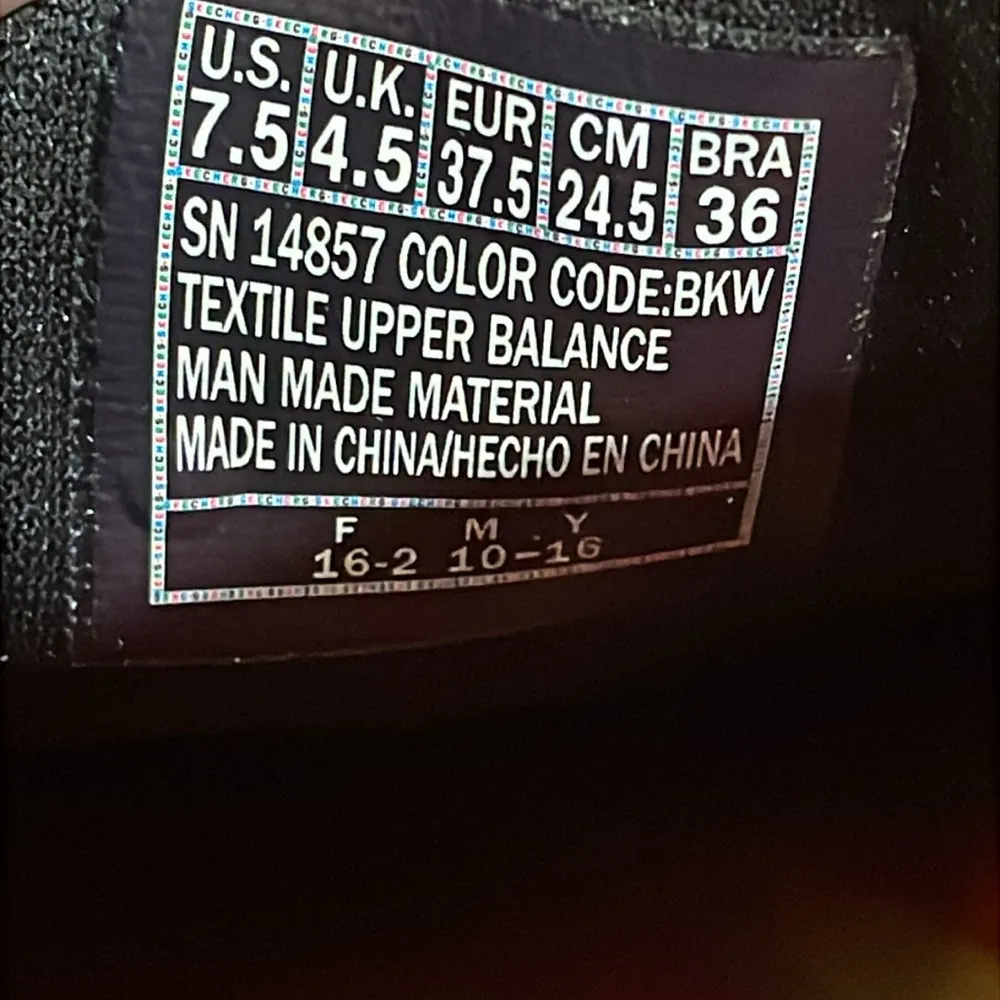 U.S. U.K. EUR CM BRA
7.5 4.5 37.5 24.5 36
SN 14857 COLOR CODE:BKW
TEXTILE UPPER BALANCE
MAN MADE MATERIAL
MADE IN CHINA/HECHO EN CHINA
F M Y
16-2 10-16